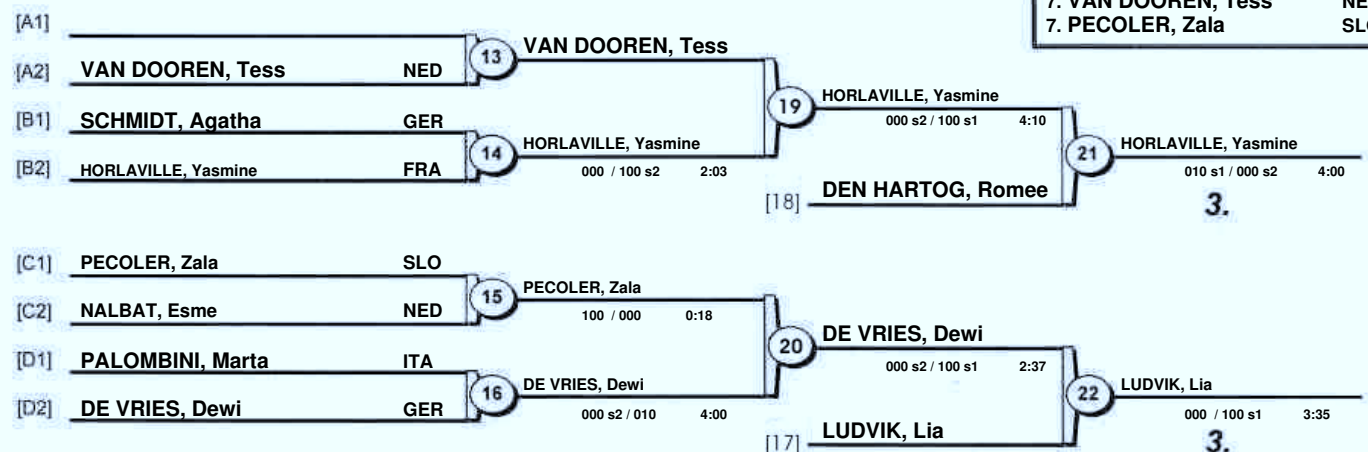 7. VAN DOOREN, Tess
7. PECOLER, Zala
[A1]
13
VAN DOOREN, Tess
[A2] VAN DOOREN, Tess NED
19
HORLAVILLE, Yasmine
000 s2 / 100 s1 4:10
[B1] SCHMIDT, Agatha GER
14
HORLAVILLE, Yasmine
000 / 100 s2 2:03
[B2] HORLAVILLE, Yasmine FRA
21
HORLAVILLE, Yasmine
010 s1 / 000 s2 4:00
3.
[18] DEN HARTOG, Romee
[C1] PECOLER, Zala SLO
15
PECOLER, Zala
100 / 000 0:18
[C2] NALBAT, Esme NED
20
DE VRIES, Dewi
000 s2 / 100 s1 2:37
[D1] PALOMBINI, Marta ITA
16
DE VRIES, Dewi
000 s2 / 010 4:00
[D2] DE VRIES, Dewi GER
22
LUDVIK, Lia
000 / 100 s1 3:35
3.
[17] LUDVIK, Lia